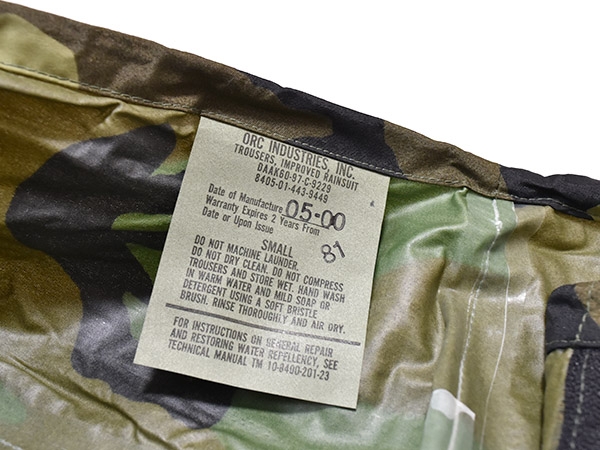 ORC INDUSTRIES, INC.
TROUSERS, IMPROVED RAINSUIT
DAAK60-97-C-9229
8405-01-443-9449
Date of Manufacture 05-00
Warranty Expires 2 Years From
Date or Upon Issue
SMALL
87
DO NOT MACHINE LAUNDER.
DO NOT DRY CLEAN. DO NOT COMPRESS
TROUSERS AND STORE WET. HAND WASH
IN WARM WATER AND MILD SOAP OR
DETERGENT USING A SOFT BRISTLE
BRUSH. RINSE THOROUGHLY AND AIR DRY.
FOR INSTRUCTIONS ON GENERAL REPAIR
AND RESTORING WATER REPELLENCY, SEE
TECHNICAL MANUAL TM 10-8400-201-23